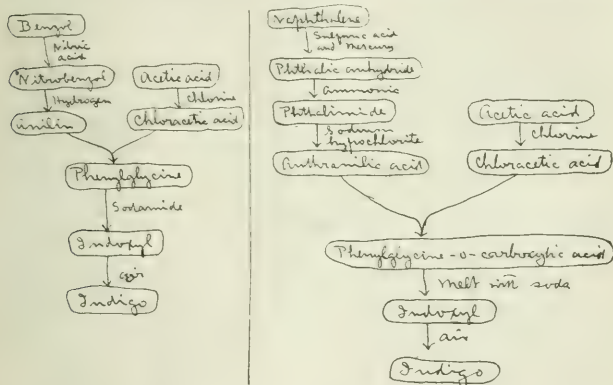 Benzol
Nitric
acid
Nitrobenzol
Hydrogen
anilin
Acetic acid
chlorine
Chloracetic acid
Phenylglycine
Sodamide
Indoxyl
air
Indigo
Naphthalene
Sulfuric acid
and Mercury
Phthalic anhydride
Ammonia
Phthalimide
Sodium
hypochlorite
Anthranilic acid
Acetic acid
chlorine
Chloracetic acid
Phenylglycine-o-carboxylic acid
Melt with soda
Indoxyl
air
Indigo